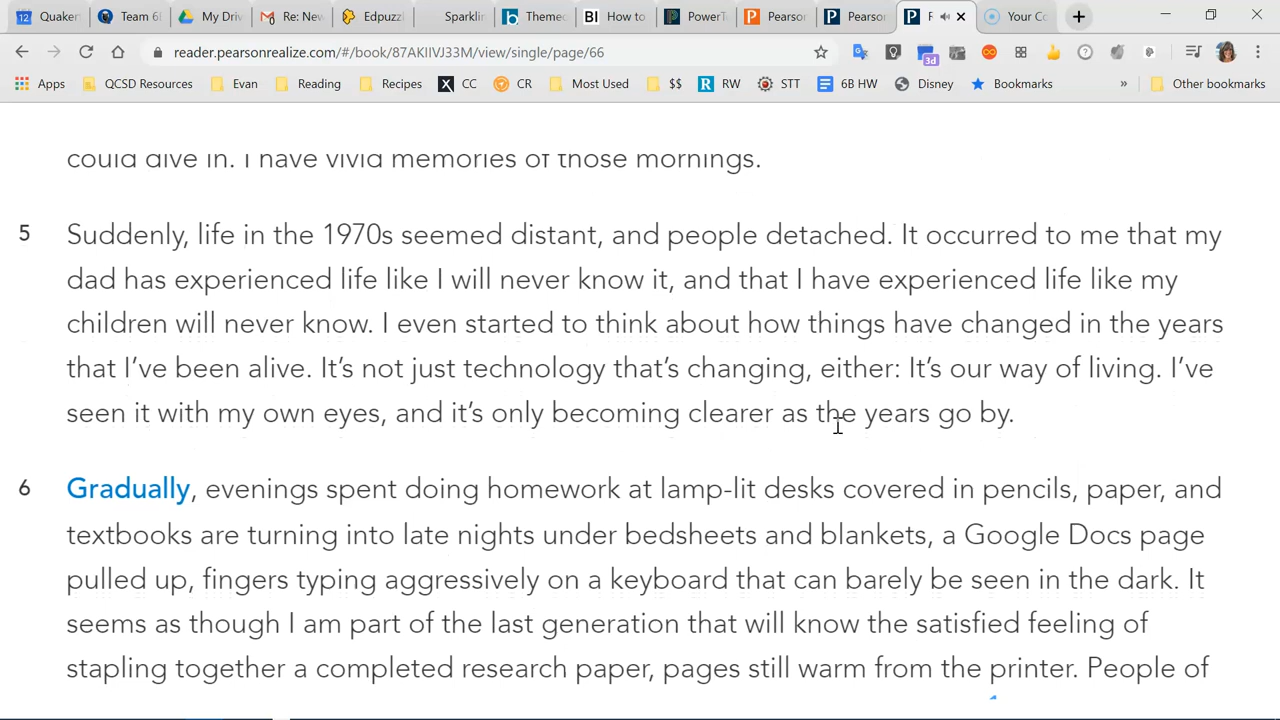 Quaker
Team 6
My Driv
Re: New
Edpuzzl
Sparklin
Themec
BI
How to
PowerTo
Pearson
Pearson
Your Co
reader.pearsonrealize.com/#/book/87AKIIVJ33M/view/single/page/66
3d
Apps
QCSD Resources
Evan
Reading
Recipes
X CC
CR
Most Used
$$
R RW
STT
6B HW
Disney
Bookmarks
»
Other bookmarks
could dive in. I have vivid memories of those mornings.
5 Suddenly, life in the 1970s seemed distant, and people detached. It occurred to me that my
dad has experienced life like I will never know it, and that I have experienced life like my
children will never know. I even started to think about how things have changed in the years
that I’ve been alive. It’s not just technology that’s changing, either: It’s our way of living. I’ve
seen it with my own eyes, and it’s only becoming clearer as the years go by.
6 Gradually, evenings spent doing homework at lamp-lit desks covered in pencils, paper, and
textbooks are turning into late nights under bedsheets and blankets, a Google Docs page
pulled up, fingers typing aggressively on a keyboard that can barely be seen in the dark. It
seems as though I am part of the last generation that will know the satisfied feeling of
stapling together a completed research paper, pages still warm from the printer. People of